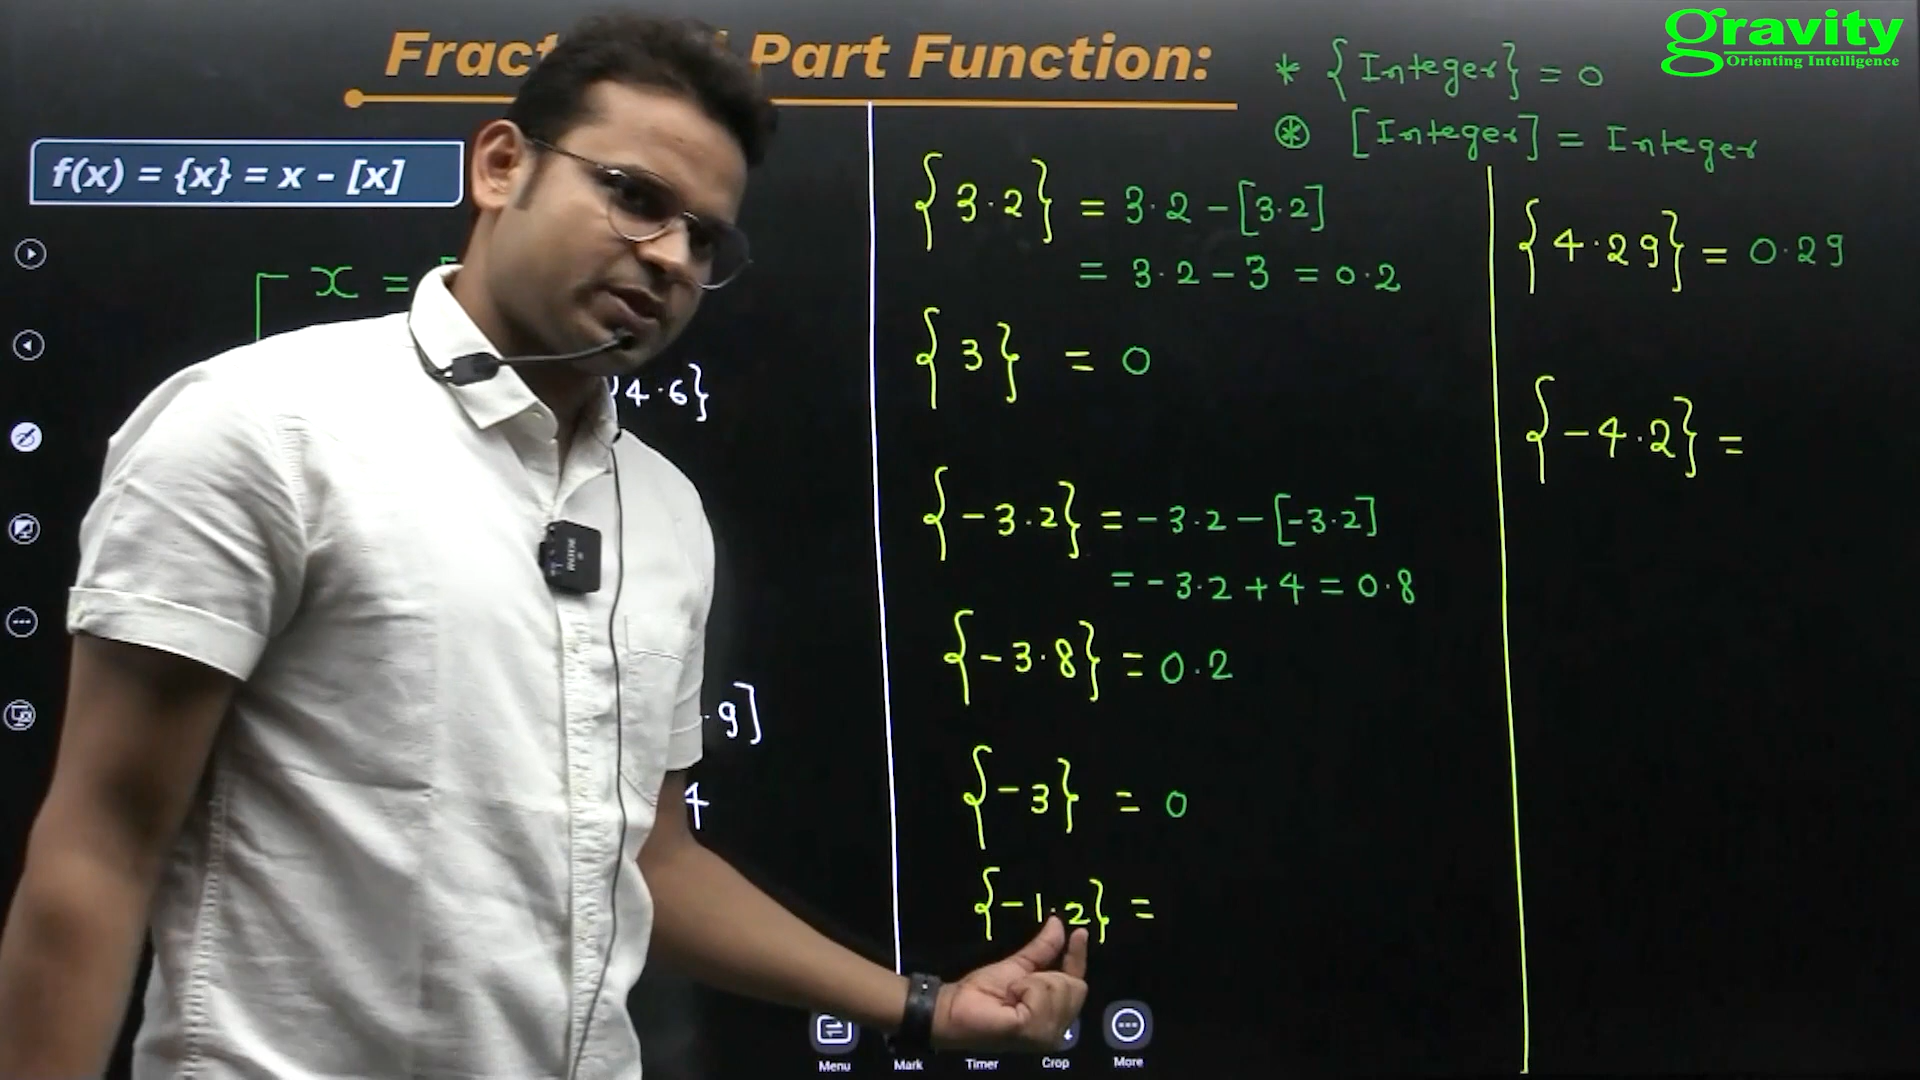 Part Function:
gravity
Orienting Intelligence
* {Integer} = 0
⊛ [Integer] = Integer
f(x) = {x} = x - [x]
x =
4.6}
.9]
4
{3.2} = 3.2 - [3.2]
= 3.2 - 3 = 0.2
{3} = 0
{-3.2} = -3.2 - [-3.2]
= -3.2 + 4 = 0.8
{-3.8} = 0.2
{-3} = 0
{-1.2} =
{4.29} = 0.29
{-4.2} =
RODE
Menu
Mark
Timer
Crop
More